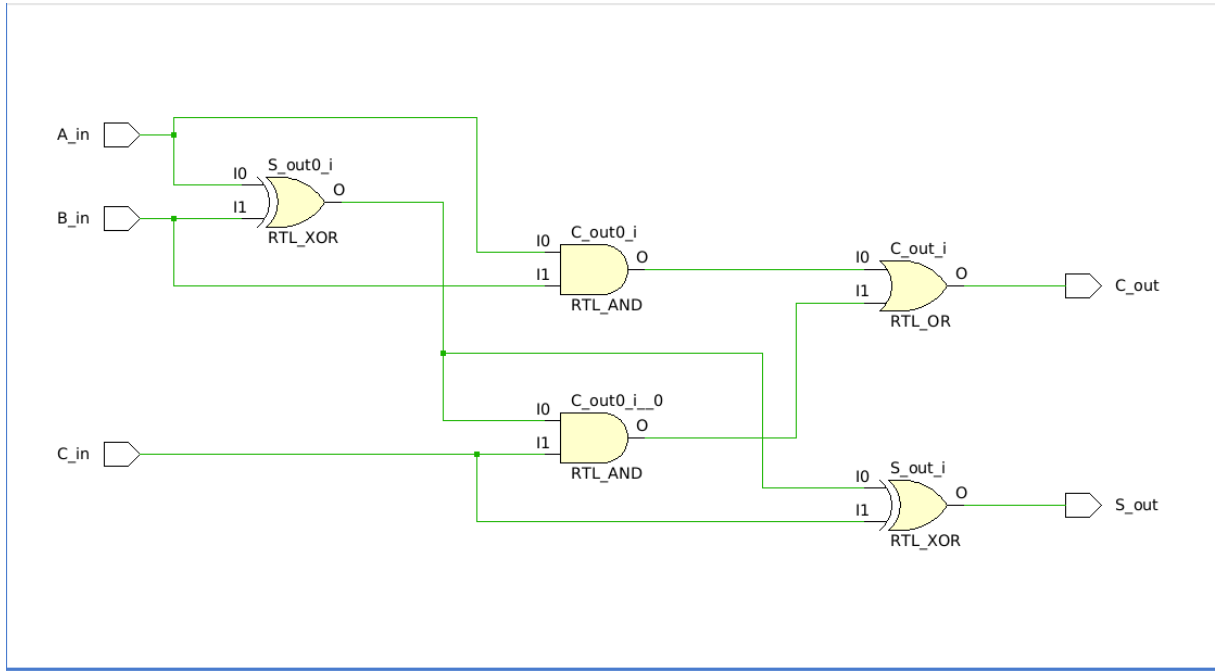 A_in
B_in
C_in
S_out0_i
I0
I1
O
RTL_XOR
C_out0_i
I0
I1
O
RTL_AND
C_out0_i__0
I0
I1
O
RTL_AND
C_out_i
I0
I1
O
RTL_OR
S_out_i
I0
I1
O
RTL_XOR
C_out
S_out